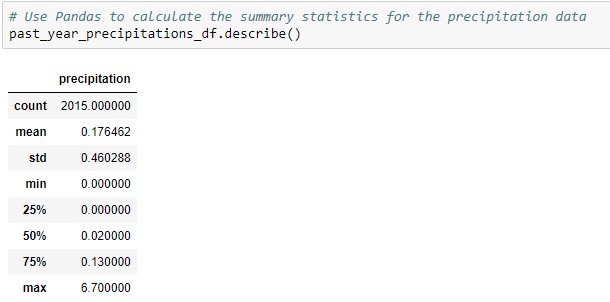 # Use Pandas to calculate the summary statistics for the precipitation data
past_year_precipitations_df.describe()
precipitation
count 2015.000000
mean 0.176462
std 0.460288
min 0.000000
25% 0.000000
50% 0.020000
75% 0.130000
max 6.700000